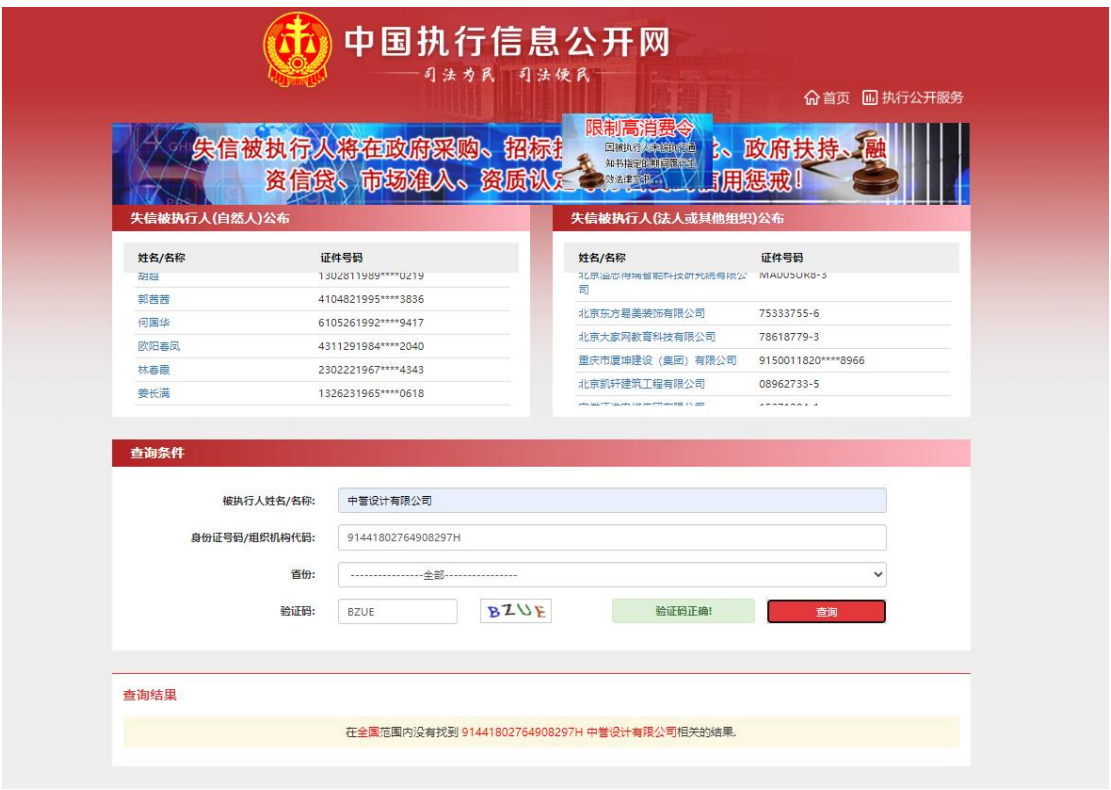 中国执行信息公开网
司法为民 司法便民
首页 执行公开服务
限制高消费令
失信被执行人将在政府采购、招标 、政府扶持、融
资信贷、市场准入、资质认定 信用惩戒!
失信被执行人(自然人)公布
姓名/名称 证件号码
胡超 1302811989****0219
郭茜茜 4104821995****3836
何国华 6105261992****9417
欧阳春凤 4311291984****2040
林春霞 2302221967****4343
姜长满 1326231965****0618
失信被执行人(法人或其他组织)公布
姓名/名称 证件号码
MA005UR8-3
司
北京东方易美装饰有限公司 75333755-6
北京大家网教育科技有限公司 78618779-3
重庆市厦坤建设(集团)有限公司 9150011820****8966
北京凯轩建筑工程有限公司 08962733-5
查询条件
被执行人姓名/名称: 中誉设计有限公司
身份证号码/组织机构代码: 91441802764908297H
省份: ----------------全部----------------
验证码: BZUE BZUE 验证码正确! 查询
查询结果
在全国范围内没有找到 91441802764908297H 中誉设计有限公司相关的结果.